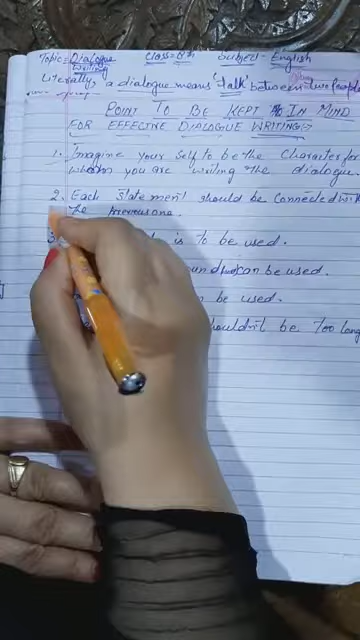 Topic= Dialogue Class= 8th Subject- English
Writing
Literally, a dialogue means 'talk' between two people
POINT TO BE KEPT IN MIND
FOR EFFECTIVE DIALOGUE WRITING:-
1. Imagine your self to be the character for
whom you are writing the dialogue.
2. Each statement should be connected with
the
is to be used.
can be used.
n be used.
shouldn't be too long